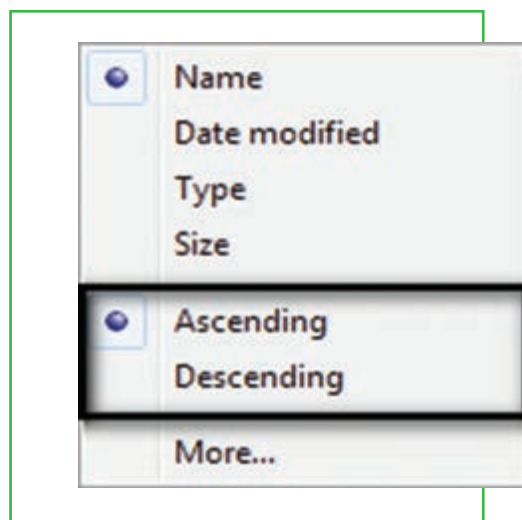 Name
Date modified
Type
Size
Ascending
Descending
More...